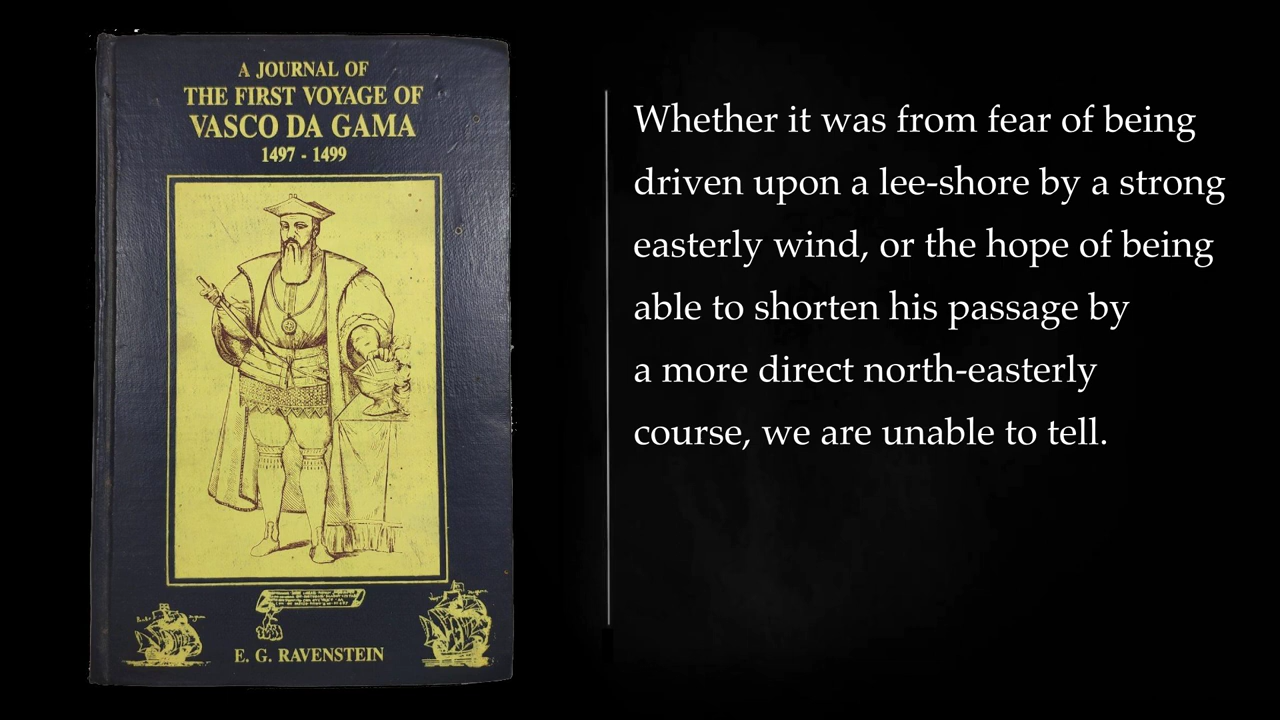 A JOURNAL OF
THE FIRST VOYAGE OF
VASCO DA GAMA
1497 - 1499
E. G. RAVENSTEIN
Whether it was from fear of being
driven upon a lee-shore by a strong
easterly wind, or the hope of being
able to shorten his passage by
a more direct north-easterly
course, we are unable to tell.